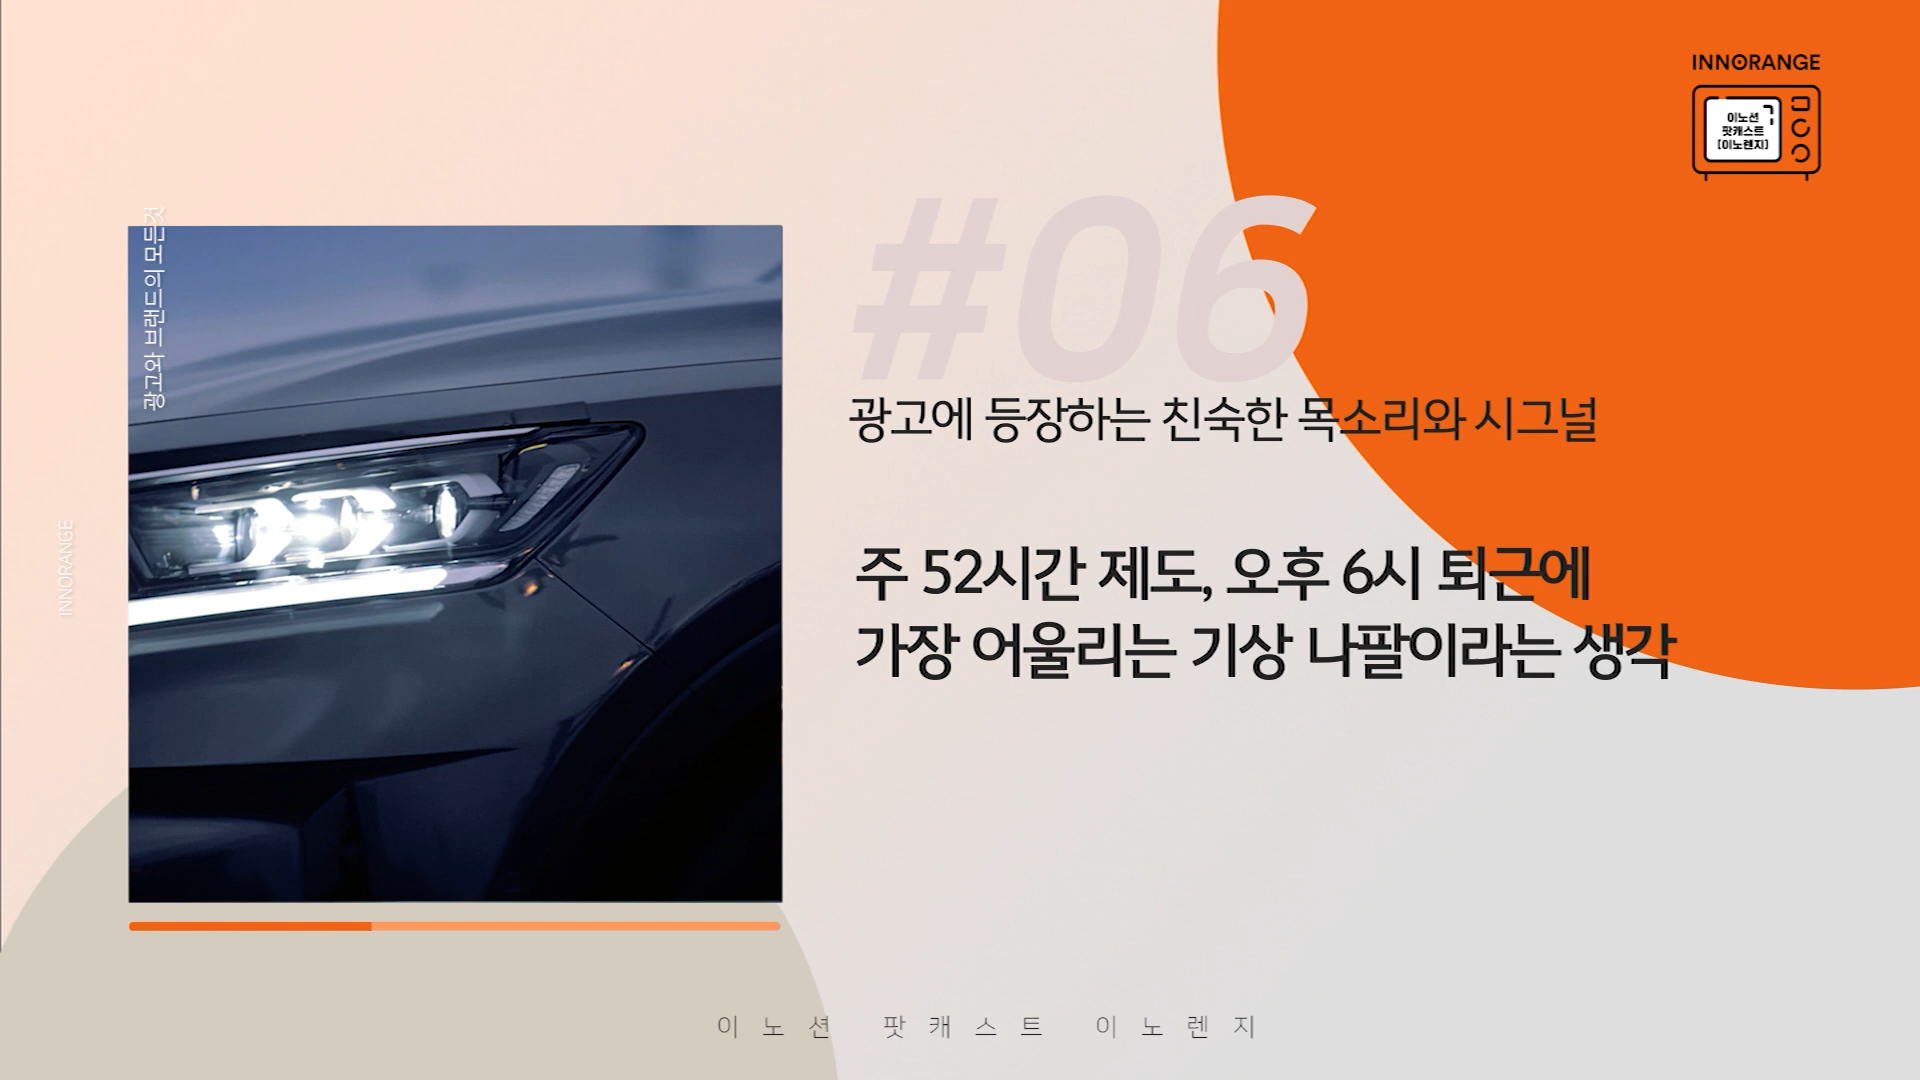 INNORANGE
이노션
팟캐스트
[이노렌지]
광고와 브랜드의 모든것
#06
광고에 등장하는 친숙한 목소리와 시그널
INNORANGE
주 52시간 제도, 오후 6시 퇴근에
가장 어울리는 기상 나팔이라는 생각
이노션 팟캐스트 이노렌지